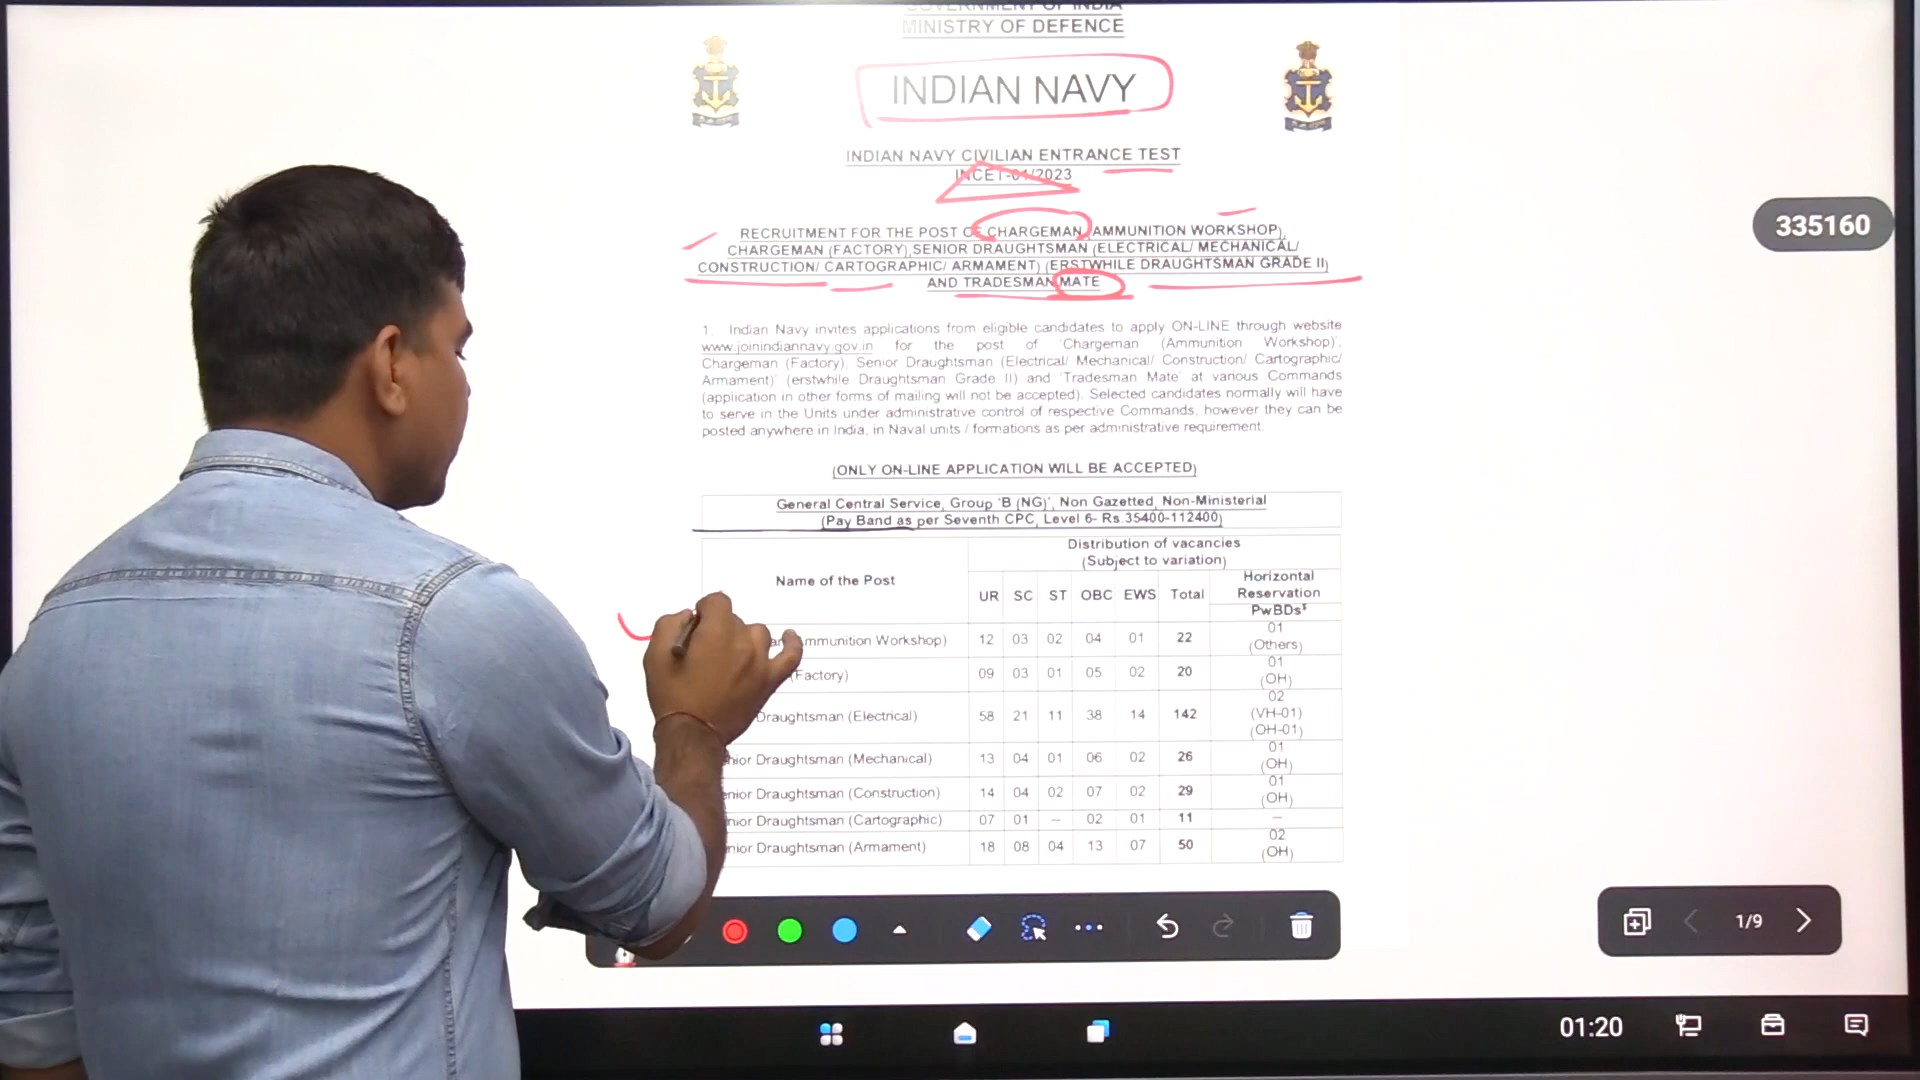 GOVERNMENT OF INDIA
MINISTRY OF DEFENCE
INDIAN NAVY
INDIAN NAVY CIVILIAN ENTRANCE TEST
INCET-01/2023
RECRUITMENT FOR THE POST OF CHARGEMAN (AMMUNITION WORKSHOP),
CHARGEMAN (FACTORY),SENIOR DRAUGHTSMAN (ELECTRICAL/ MECHANICAL/
CONSTRUCTION/ CARTOGRAPHIC/ ARMAMENT) (ERSTWHILE DRAUGHTSMAN GRADE II)
AND TRADESMAN MATE
335160
1. Indian Navy invites applications from eligible candidates to apply ON-LINE through website
www.joinindiannavy.gov.in for the post of 'Chargeman (Ammunition Workshop)',
Chargeman (Factory), Senior Draughtsman (Electrical/ Mechanical/ Construction/ Cartographic/
Armament)' (erstwhile Draughtsman Grade II) and 'Tradesman Mate' at various Commands
(application in other forms of mailing will not be accepted). Selected candidates normally will have
to serve in the Units under administrative control of respective Commands, however they can be
posted anywhere in India, in Naval units / formations as per administrative requirement.
(ONLY ON-LINE APPLICATION WILL BE ACCEPTED)
General Central Service, Group 'B (NG)', Non Gazetted, Non-Ministerial
(Pay Band as per Seventh CPC, Level 6- Rs.35400-112400)
Name of the Post
Distribution of vacancies
(Subject to variation)
UR SC ST OBC EWS Total Horizontal Reservation PwBDs$
Ammunition Workshop) 12 03 02 04 01 22 01 (Others)
(Factory) 09 03 01 05 02 20 01 (OH)
Draughtsman (Electrical) 58 21 11 38 14 142 02 (VH-01) (OH-01)
nior Draughtsman (Mechanical) 13 04 01 06 02 26 01 (OH)
enior Draughtsman (Construction) 14 04 02 07 02 29 01 (OH)
nior Draughtsman (Cartographic) 07 01 – 02 01 11 –
nior Draughtsman (Armament) 18 08 04 13 07 50 02 (OH)
1/9
01:20